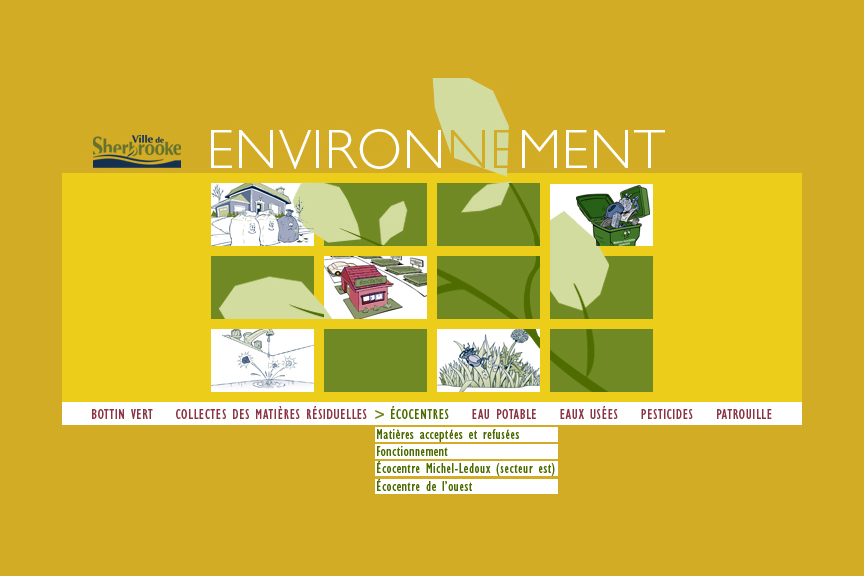 Ville de
Sherbrooke
ENVIRONNEMENT
BOTTIN VERT COLLECTES DES MATIÈRES RÉSIDUELLES > ÉCOCENTRES EAU POTABLE EAUX USÉES PESTICIDES PATROUILLE
Matières acceptées et refusées
Fonctionnement
Écocentre Michel-Ledoux (secteur est)
Écocentre de l'ouest